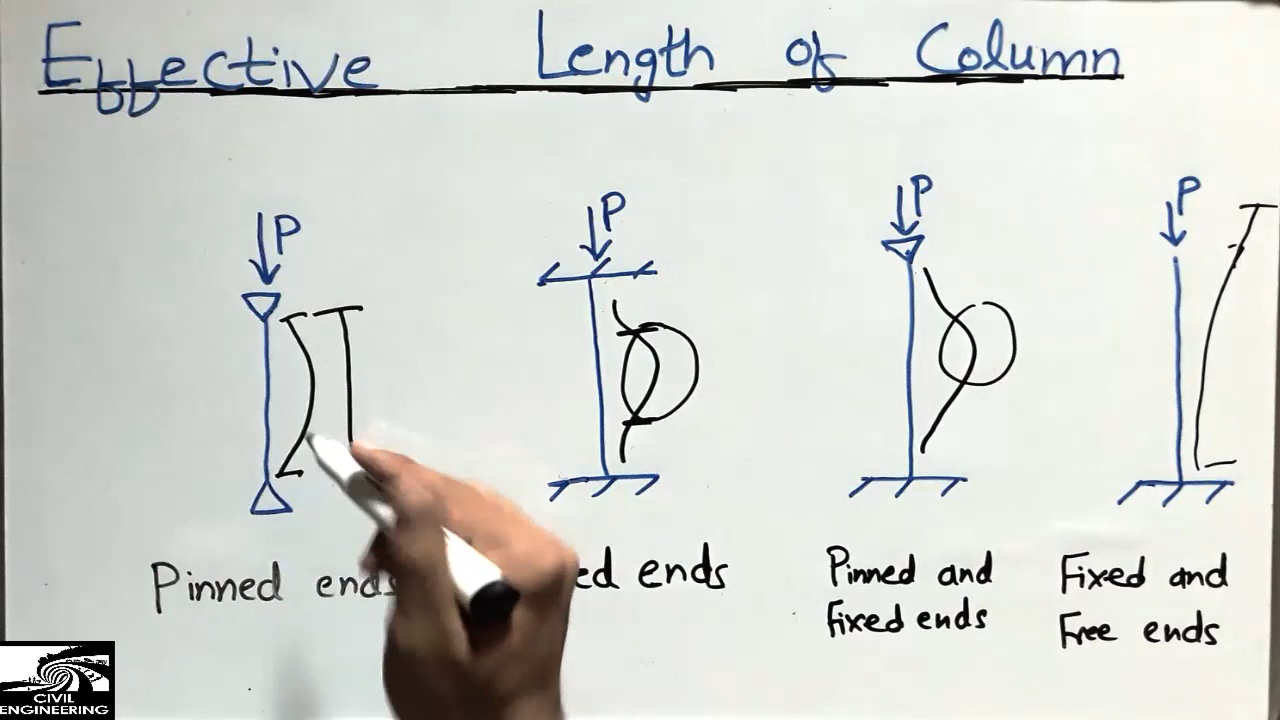 Effective Length of Column
P
P
P
P
Pinned ends
ed ends
Pinned and
Fixed ends
Fixed and
Free ends
CIVIL
ENGINEERING